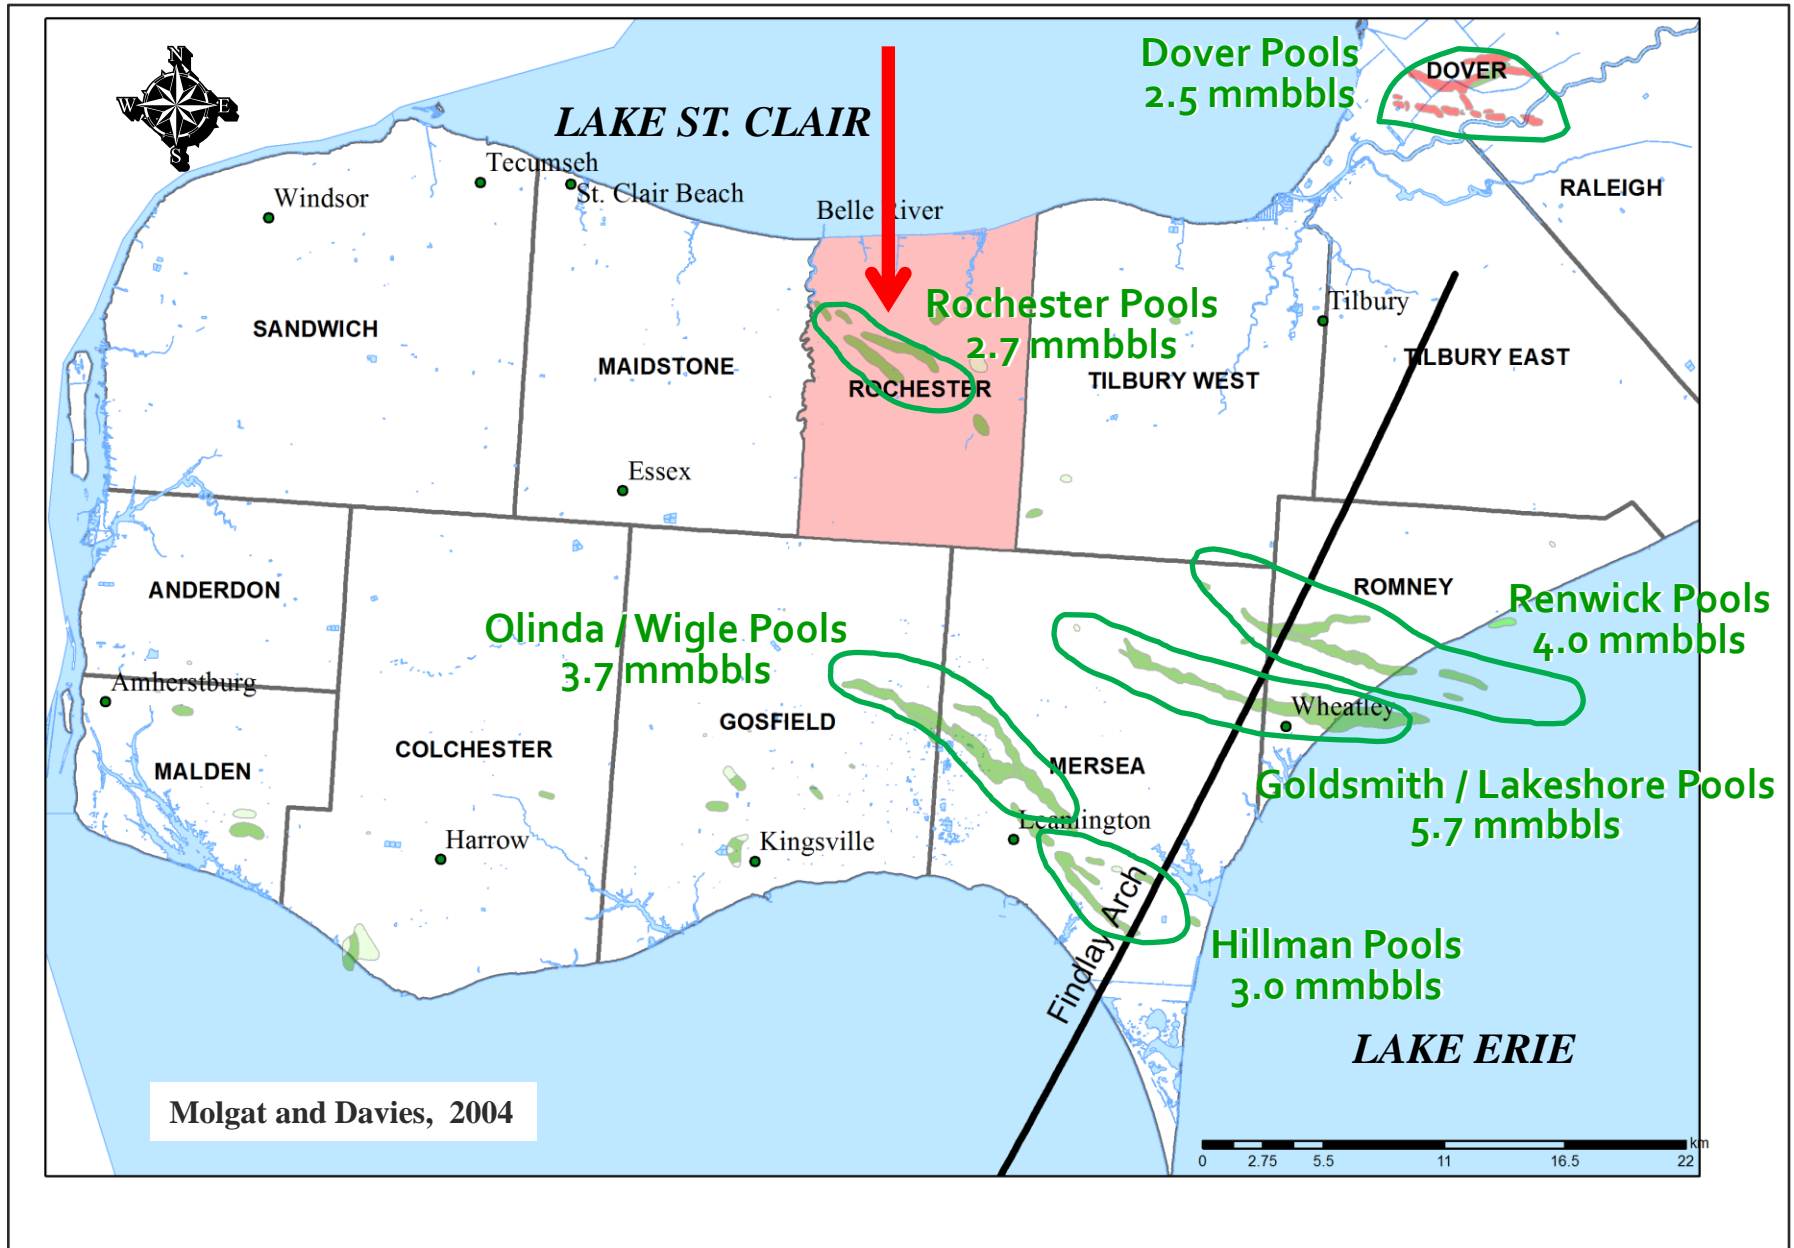 N
W
E
S
Dover Pools
2.5 mmbbls
DOVER
LAKE ST. CLAIR
Tecumseh
St. Clair Beach
Windsor
Belle River
RALEIGH
Rochester Pools
2.7 mmbbls
Tilbury
SANDWICH
MAIDSTONE
ROCHESTER
TILBURY WEST
TILBURY EAST
Essex
ANDERDON
ROMNEY
Renwick Pools
4.0 mmbbls
Olinda / Wigle Pools
3.7 mmbbls
Amherstburg
Wheatley
GOSFIELD
COLCHESTER
MALDEN
MERSEA
Goldsmith / Lakeshore Pools
5.7 mmbbls
Leamington
Harrow
Kingsville
Findlay Arch
Hillman Pools
3.0 mmbbls
LAKE ERIE
Molgat and Davies, 2004
km
0 2.75 5.5 11 16.5 22